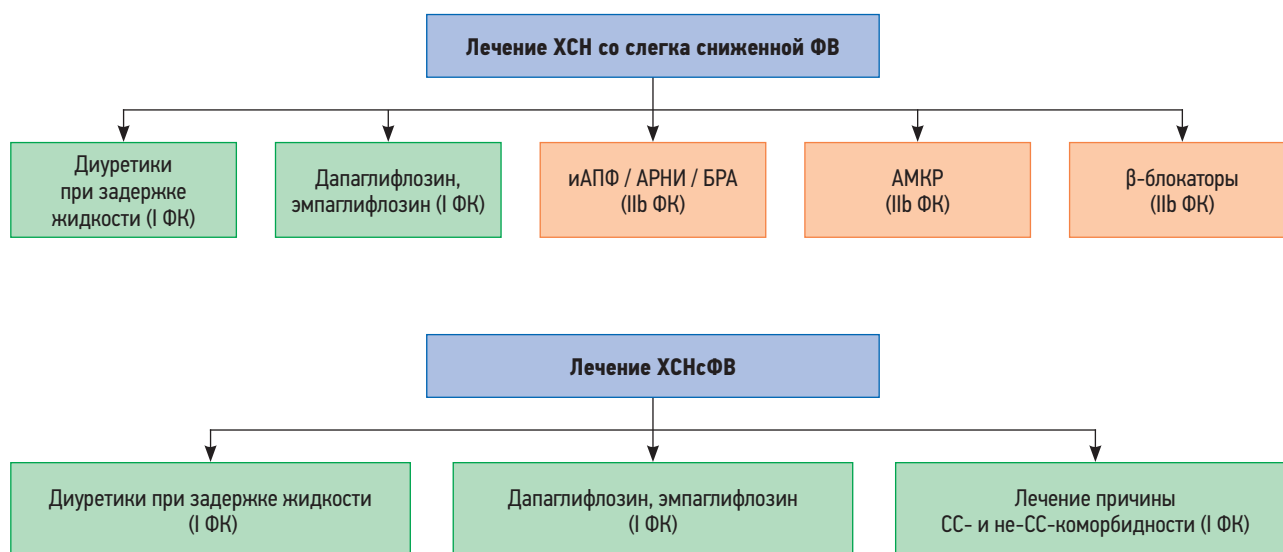 Лечение ХСН со слегка сниженной ФВ
Диуретики
при задержке
жидкости (I ФК)
Дапаглифлозин,
эмпаглифлозин (I ФК)
иАПФ / АРНИ / БРА
(IIb ФК)
АМКР
(IIb ФК)
β-блокаторы
(IIb ФК)
Лечение ХСНсФВ
Диуретики при задержке жидкости
(I ФК)
Дапаглифлозин, эмпаглифлозин
(I ФК)
Лечение причины
СС- и не-СС-коморбидности (I ФК)